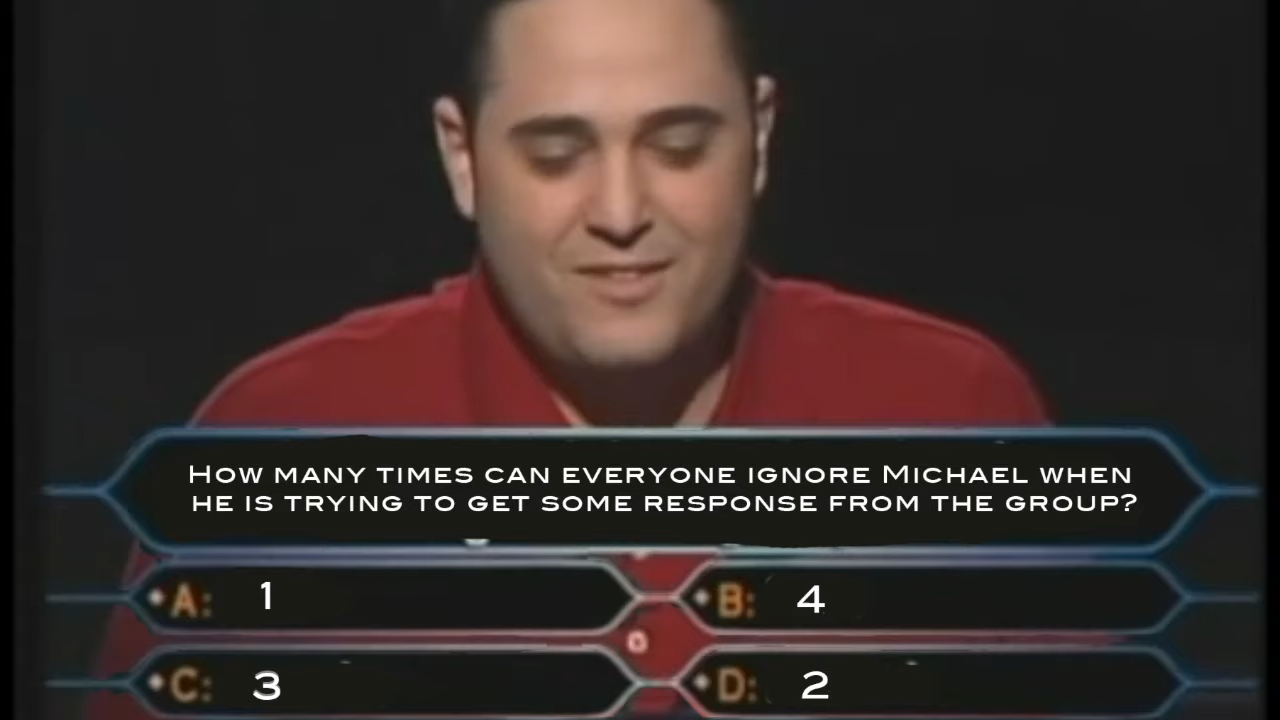 How many times can everyone ignore Michael when
he is trying to get some response from the group?
A: 1
B: 4
C: 3
D: 2